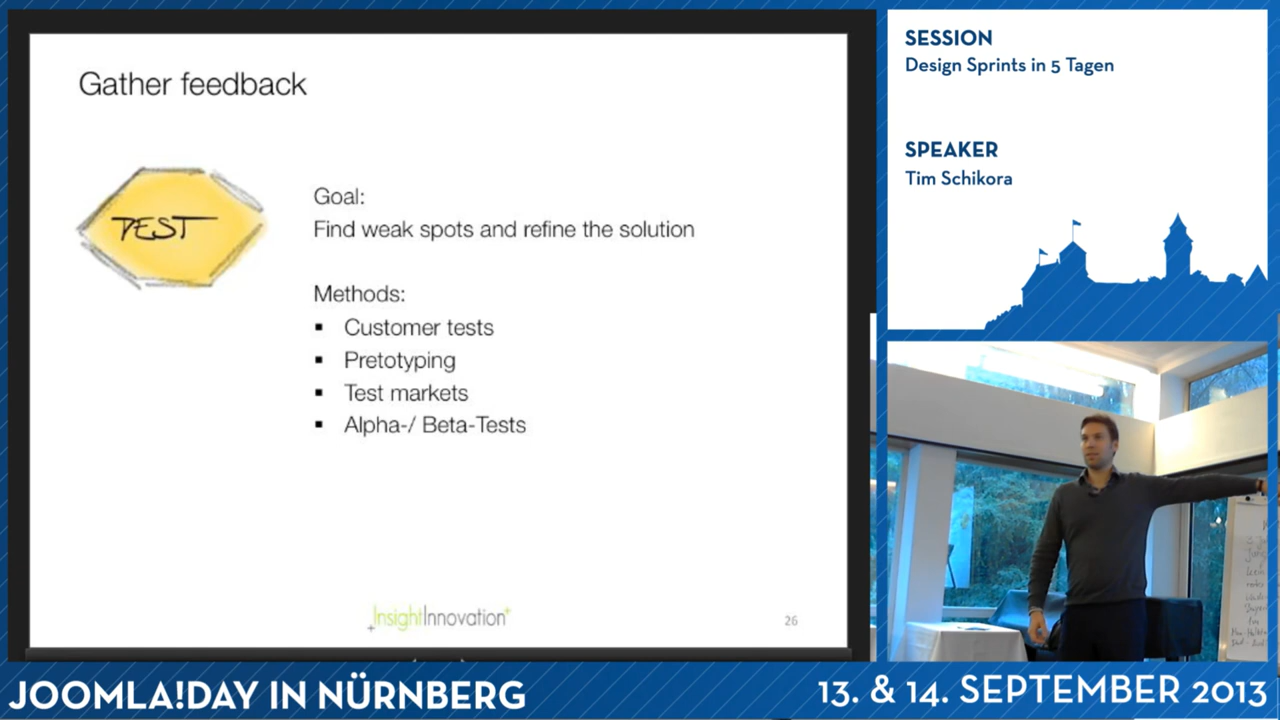 Gather feedback
TEST
Goal:
Find weak spots and refine the solution
Methods:
▪ Customer tests
▪ Pretotyping
▪ Test markets
▪ Alpha-/ Beta-Tests
InsightInnovation+
26
SESSION
Design Sprints in 5 Tagen
SPEAKER
Tim Schikora
JOOMLA!DAY IN NÜRNBERG
13. & 14. SEPTEMBER 2013